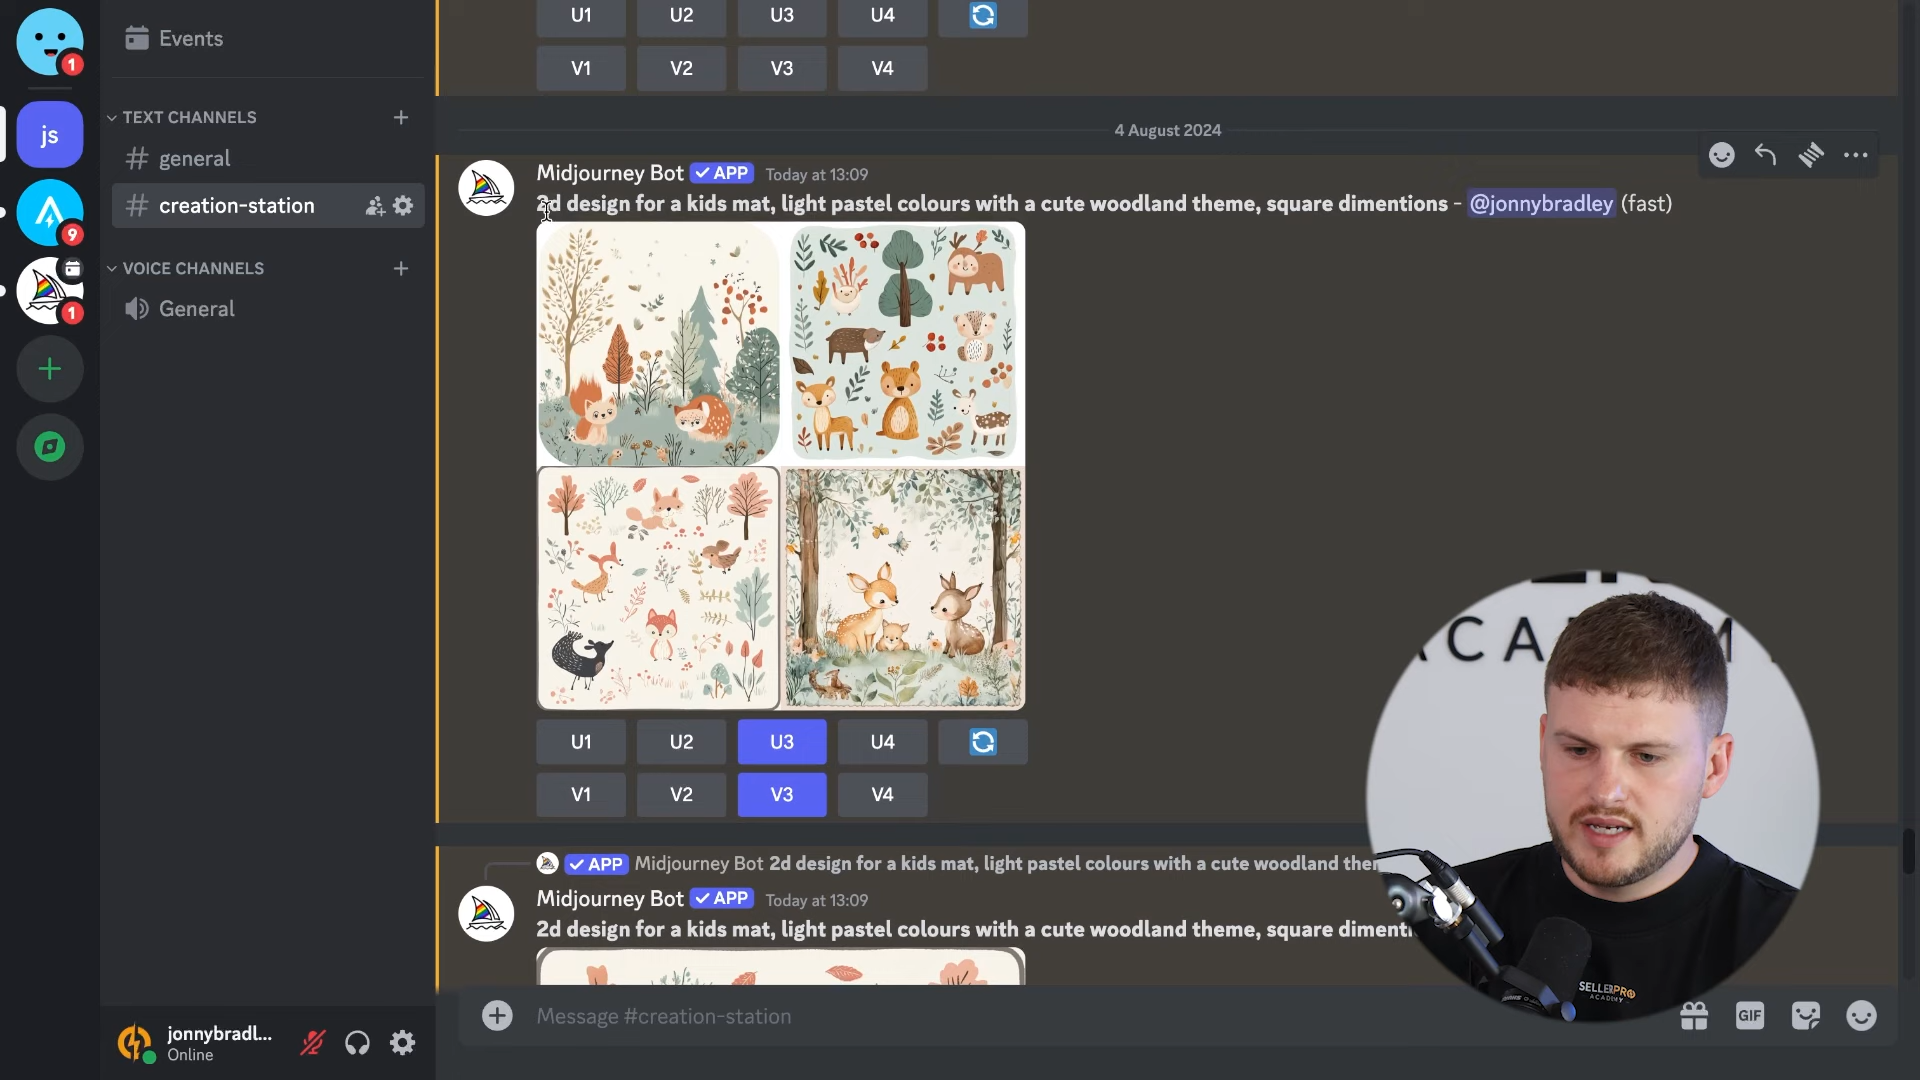 1
js
9
1
Events
TEXT CHANNELS
general
creation-station
VOICE CHANNELS
General
jonnybradl...
Online
U1 U2 U3 U4
V1 V2 V3 V4
4 August 2024
Midjourney Bot APP Today at 13:09
2d design for a kids mat, light pastel colours with a cute woodland theme, square dimentions - @jonnybradley (fast)
U1 U2 U3 U4
V1 V2 V3 V4
APP Midjourney Bot 2d design for a kids mat, light pastel colours with a cute woodland
Midjourney Bot APP Today at 13:09
2d design for a kids mat, light pastel colours with a cute woodland theme, square
Message #creation-station
GIF
SELLERPRO
ACADEMY